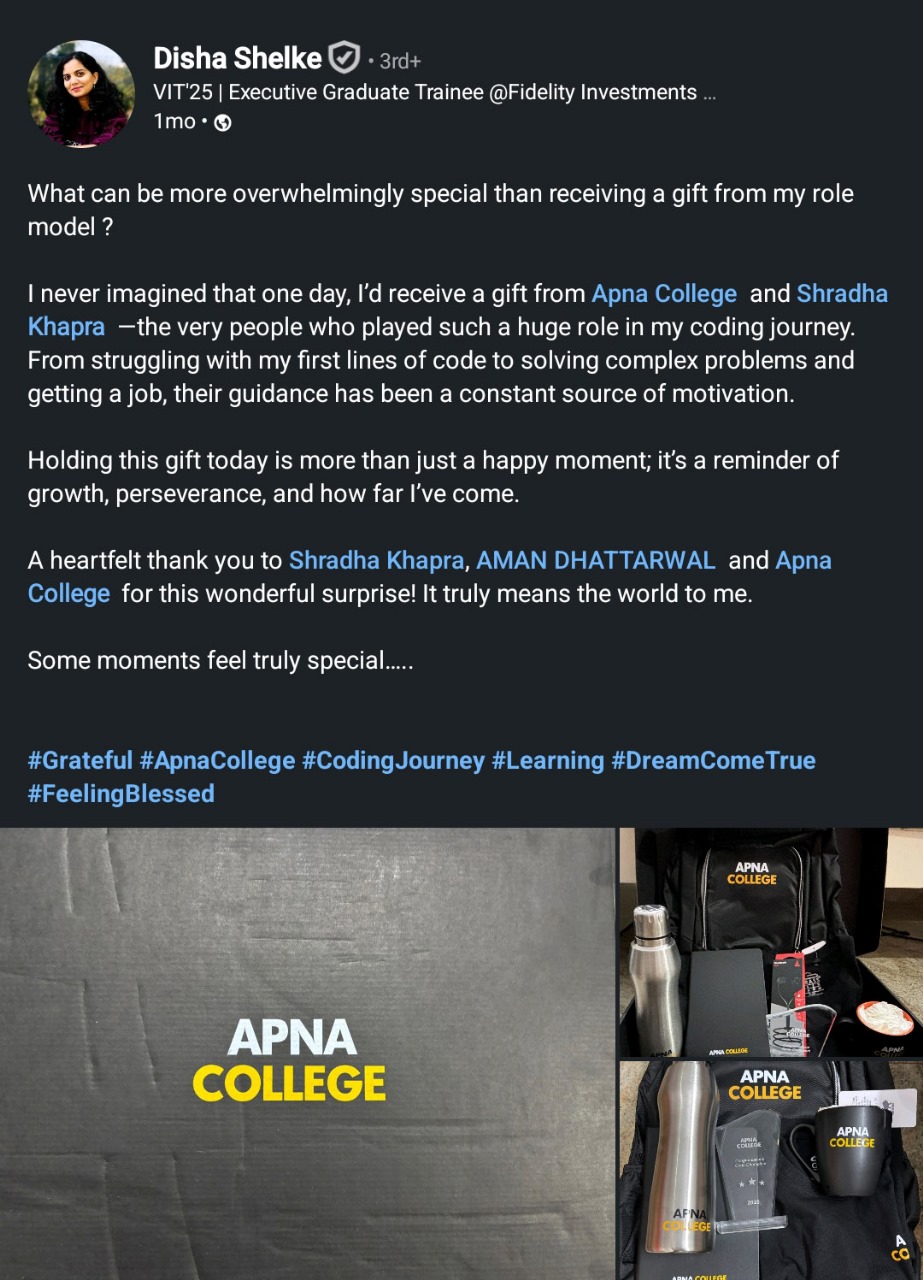 Disha Shelke • 3rd+
VIT'25 | Executive Graduate Trainee @Fidelity Investments ...
1mo •
What can be more overwhelmingly special than receiving a gift from my role
model ?
I never imagined that one day, I'd receive a gift from Apna College and Shradha
Khapra —the very people who played such a huge role in my coding journey.
From struggling with my first lines of code to solving complex problems and
getting a job, their guidance has been a constant source of motivation.
Holding this gift today is more than just a happy moment; it's a reminder of
growth, perseverance, and how far I've come.
A heartfelt thank you to Shradha Khapra, AMAN DHATTARWAL and Apna
College for this wonderful surprise! It truly means the world to me.
Some moments feel truly special.....
#Grateful #ApnaCollege #CodingJourney #Learning #DreamComeTrue
#FeelingBlessed
APNA
COLLEGE
APNA
COLLEGE
APNA COLLEGE
APNA
APNA
COLLEGE
APNA
COLLEGE
2025
APNA
COLLEGE
APNA
COLLEGE
A
CO
APNA COLLEGE